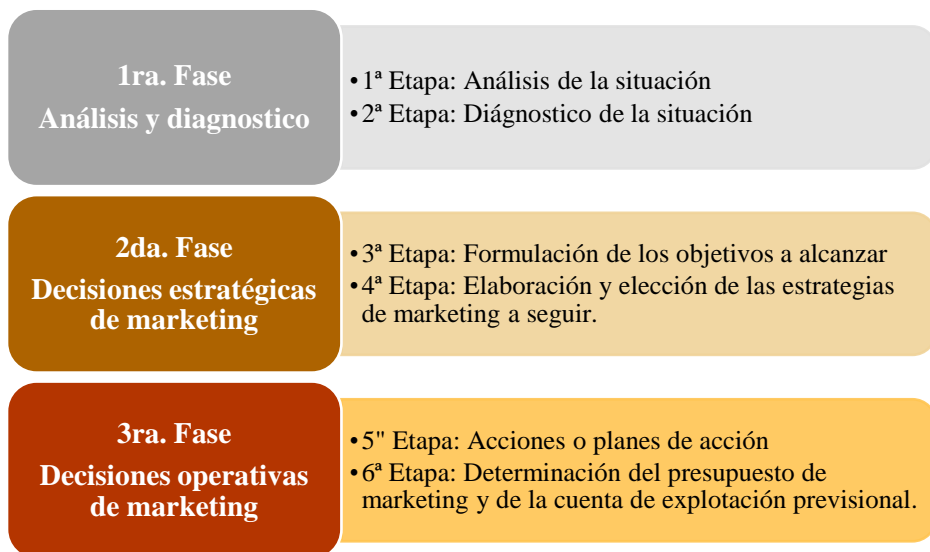 1ra. Fase
Análisis y diagnostico
•1ª Etapa: Análisis de la situación
•2ª Etapa: Diágnostico de la situación
2da. Fase
Decisiones estratégicas
de marketing
•3ª Etapa: Formulación de los objetivos a alcanzar
•4ª Etapa: Elaboración y elección de las estrategias
de marketing a seguir.
3ra. Fase
Decisiones operativas
de marketing
•5" Etapa: Acciones o planes de acción
•6ª Etapa: Determinación del presupuesto de
marketing y de la cuenta de explotación previsional.